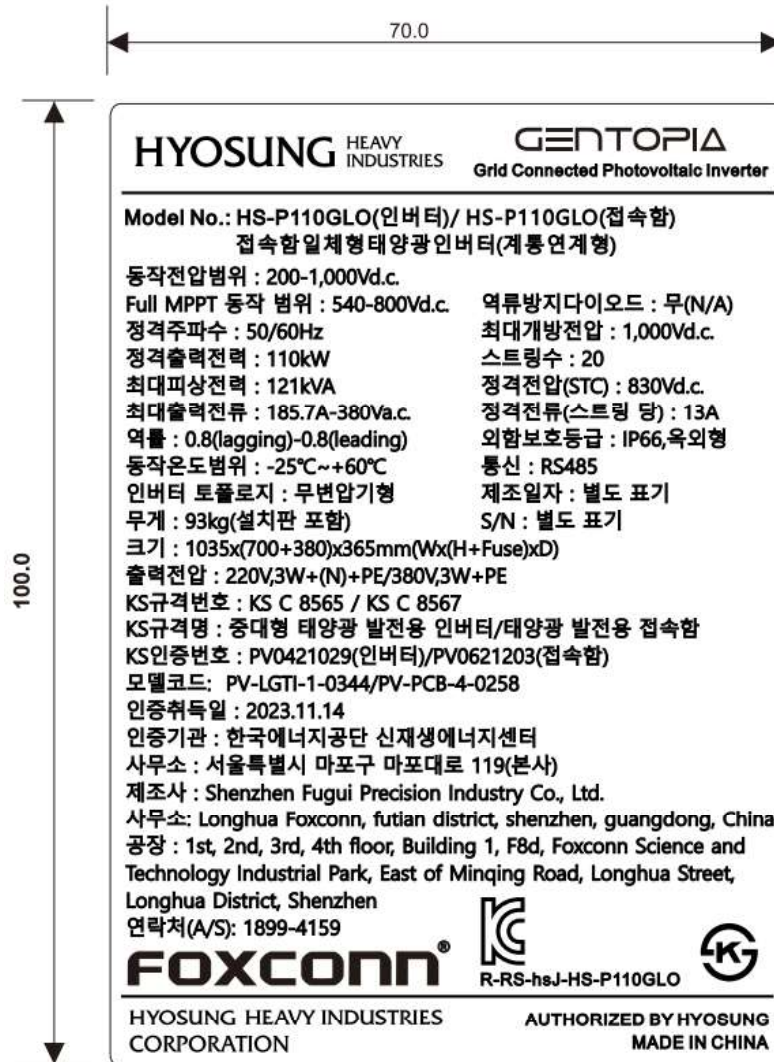 70.0
100.0
HYOSUNG HEAVY INDUSTRIES
GENTOPIA
Grid Connected Photovoltaic Inverter
Model No.: HS-P110GLO(인버터)/ HS-P110GLO(접속함)
접속함일체형태양광인버터(계통연계형)
동작전압범위 : 200-1,000Vd.c.
Full MPPT 동작 범위 : 540-800Vd.c. 역류방지다이오드 : 무(N/A)
정격주파수 : 50/60Hz 최대개방전압 : 1,000Vd.c.
정격출력전력 : 110kW 스트링수 : 20
최대피상전력 : 121kVA 정격전압(STC) : 830Vd.c.
최대출력전류 : 185.7A-380Va.c. 정격전류(스트링 당) : 13A
역률 : 0.8(lagging)-0.8(leading) 외함보호등급 : IP66,옥외형
동작온도범위 : -25℃~+60℃ 통신 : RS485
인버터 토폴로지 : 무변압기형 제조일자 : 별도 표기
무게 : 93kg(설치판 포함) S/N : 별도 표기
크기 : 1035x(700+380)x365mm(Wx(H+Fuse)xD)
출력전압 : 220V,3W+(N)+PE/380V,3W+PE
KS규격번호 : KS C 8565 / KS C 8567
KS규격명 : 중대형 태양광 발전용 인버터/태양광 발전용 접속함
KS인증번호 : PV0421029(인버터)/PV0621203(접속함)
모델코드: PV-LGTI-1-0344/PV-PCB-4-0258
인증취득일 : 2023.11.14
인증기관 : 한국에너지공단 신재생에너지센터
사무소 : 서울특별시 마포구 마포대로 119(본사)
제조사 : Shenzhen Fugui Precision Industry Co., Ltd.
사무소: Longhua Foxconn, futian district, shenzhen, guangdong, China
공장 : 1st, 2nd, 3rd, 4th floor, Building 1, F8d, Foxconn Science and
Technology Industrial Park, East of Minqing Road, Longhua Street,
Longhua District, Shenzhen
연락처(A/S): 1899-4159
FOXCONN®
R-RS-hsJ-HS-P110GLO
HYOSUNG HEAVY INDUSTRIES
CORPORATION
AUTHORIZED BY HYOSUNG
MADE IN CHINA